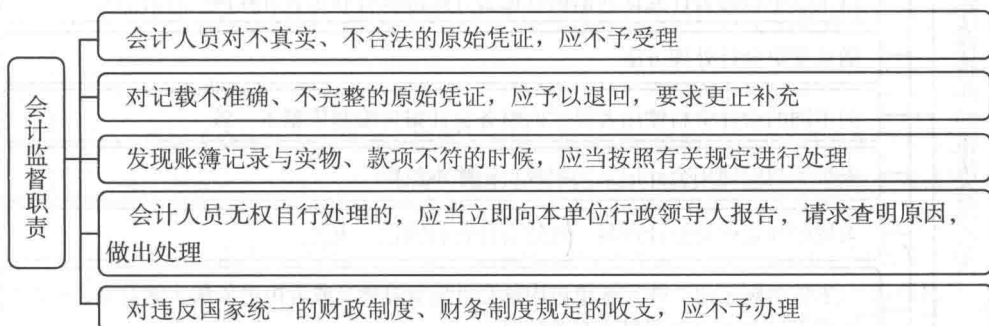 会计监督职责
会计人员对不真实、不合法的原始凭证，应不予受理
对记载不准确、不完整的原始凭证，应予以退回，要求更正补充
发现账簿记录与实物、款项不符的时候，应当按照有关规定进行处理
会计人员无权自行处理的，应当立即向本单位行政领导人报告，请求查明原因，
做出处理
对违反国家统一的财政制度、财务制度规定的收支，应不予办理